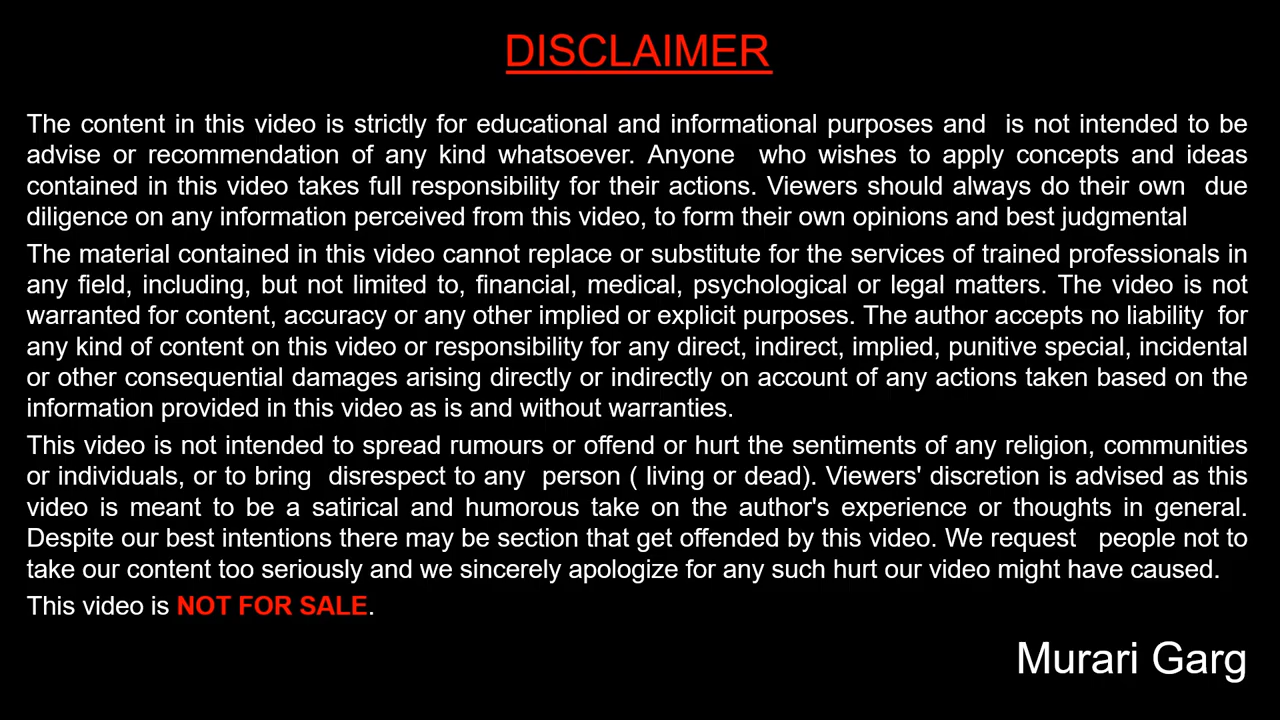 DISCLAIMER
The content in this video is strictly for educational and informational purposes and is not intended to be
advise or recommendation of any kind whatsoever. Anyone who wishes to apply concepts and ideas
contained in this video takes full responsibility for their actions. Viewers should always do their own due
diligence on any information perceived from this video, to form their own opinions and best judgmental
The material contained in this video cannot replace or substitute for the services of trained professionals in
any field, including, but not limited to, financial, medical, psychological or legal matters. The video is not
warranted for content, accuracy or any other implied or explicit purposes. The author accepts no liability for
any kind of content on this video or responsibility for any direct, indirect, implied, punitive special, incidental
or other consequential damages arising directly or indirectly on account of any actions taken based on the
information provided in this video as is and without warranties.
This video is not intended to spread rumours or offend or hurt the sentiments of any religion, communities
or individuals, or to bring disrespect to any person ( living or dead). Viewers' discretion is advised as this
video is meant to be a satirical and humorous take on the author's experience or thoughts in general.
Despite our best intentions there may be section that get offended by this video. We request people not to
take our content too seriously and we sincerely apologize for any such hurt our video might have caused.
This video is NOT FOR SALE.
Murari Garg